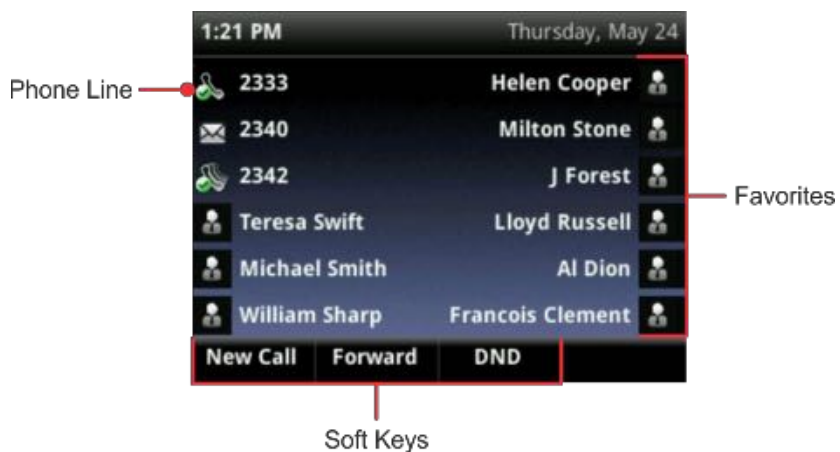 1:21 PM Thursday, May 24
Phone Line
2333 Helen Cooper
2340 Milton Stone
2342 J Forest
Favorites
Teresa Swift Lloyd Russell
Michael Smith Al Dion
William Sharp Francois Clement
New Call Forward DND
Soft Keys